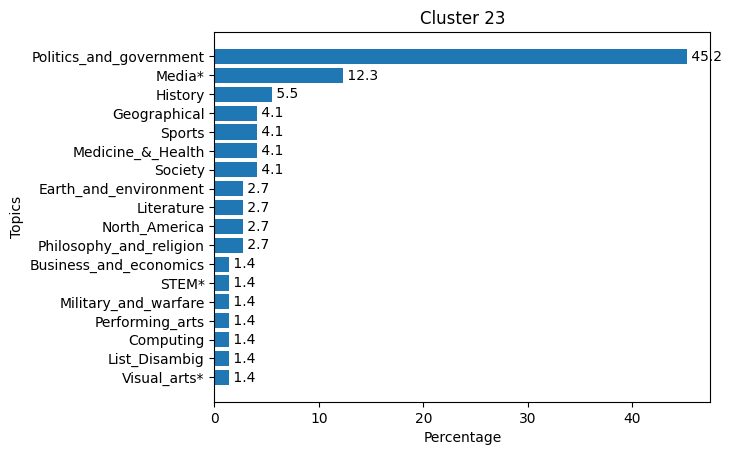 Cluster 23
Topics
Politics_and_government 45.2
Media* 12.3
History 5.5
Geographical 4.1
Sports 4.1
Medicine_&_Health 4.1
Society 4.1
Earth_and_environment 2.7
Literature 2.7
North_America 2.7
Philosophy_and_religion 2.7
Business_and_economics 1.4
STEM* 1.4
Military_and_warfare 1.4
Performing_arts 1.4
Computing 1.4
List_Disambig 1.4
Visual_arts* 1.4
0 10 20 30 40
Percentage